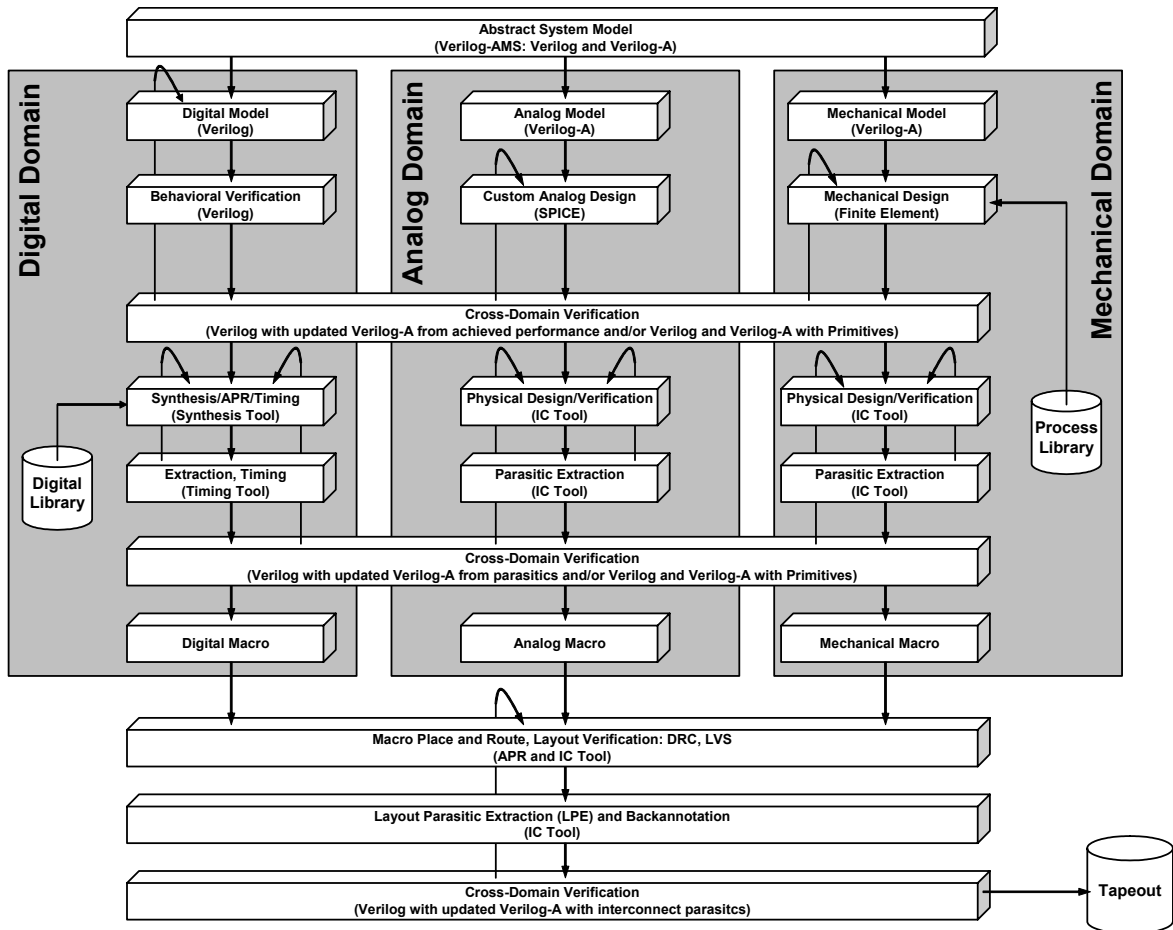 Abstract System Model
(Verilog-AMS: Verilog and Verilog-A)
Digital Domain
Analog Domain
Mechanical Domain
Digital Model
(Verilog)
Analog Model
(Verilog-A)
Mechanical Model
(Verilog-A)
Behavioral Verification
(Verilog)
Custom Analog Design
(SPICE)
Mechanical Design
(Finite Element)
Cross-Domain Verification
(Verilog with updated Verilog-A from achieved performance and/or Verilog and Verilog-A with Primitives)
Synthesis/APR/Timing
(Synthesis Tool)
Physical Design/Verification
(IC Tool)
Physical Design/Verification
(IC Tool)
Process
Library
Digital
Library
Extraction, Timing
(Timing Tool)
Parasitic Extraction
(IC Tool)
Parasitic Extraction
(IC Tool)
Cross-Domain Verification
(Verilog with updated Verilog-A from parasitics and/or Verilog and Verilog-A with Primitives)
Digital Macro
Analog Macro
Mechanical Macro
Macro Place and Route, Layout Verification: DRC, LVS
(APR and IC Tool)
Layout Parasitic Extraction (LPE) and Backannotation
(IC Tool)
Cross-Domain Verification
(Verilog with updated Verilog-A with interconnect parasitcs)
Tapeout